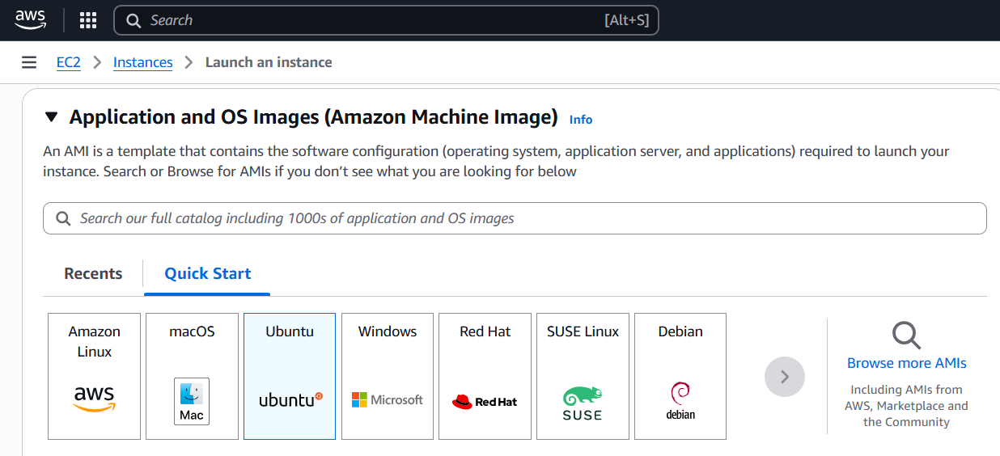 aws
Search [Alt+S]
EC2 Instances Launch an instance
Application and OS Images (Amazon Machine Image) Info
An AMI is a template that contains the software configuration (operating system, application server, and applications) required to launch your
instance. Search or Browse for AMIs if you don’t see what you are looking for below
Search our full catalog including 1000s of application and OS images
Recents Quick Start
Amazon
Linux
aws
macOS
Mac
Ubuntu
ubuntu
Windows
Microsoft
Red Hat
Red Hat
SUSE Linux
SUSE
Debian
debian
Browse more AMIs
Including AMIs from
AWS, Marketplace and
the Community